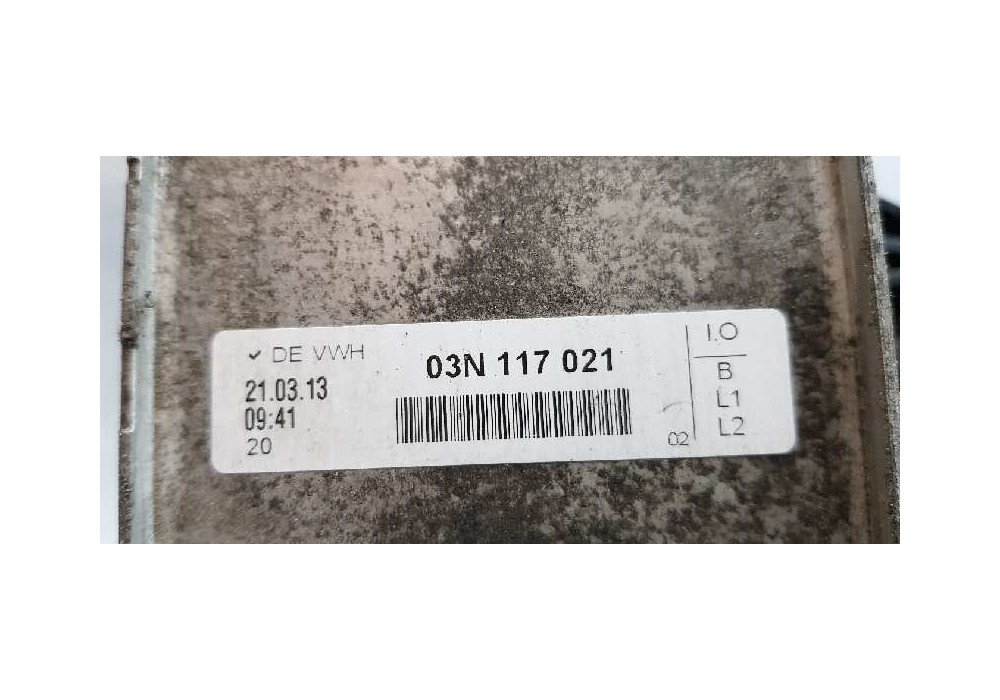 ✓ DE VWH
21.03.13
09:41
20
03N 117 021
02
I.O
B
L1
L2